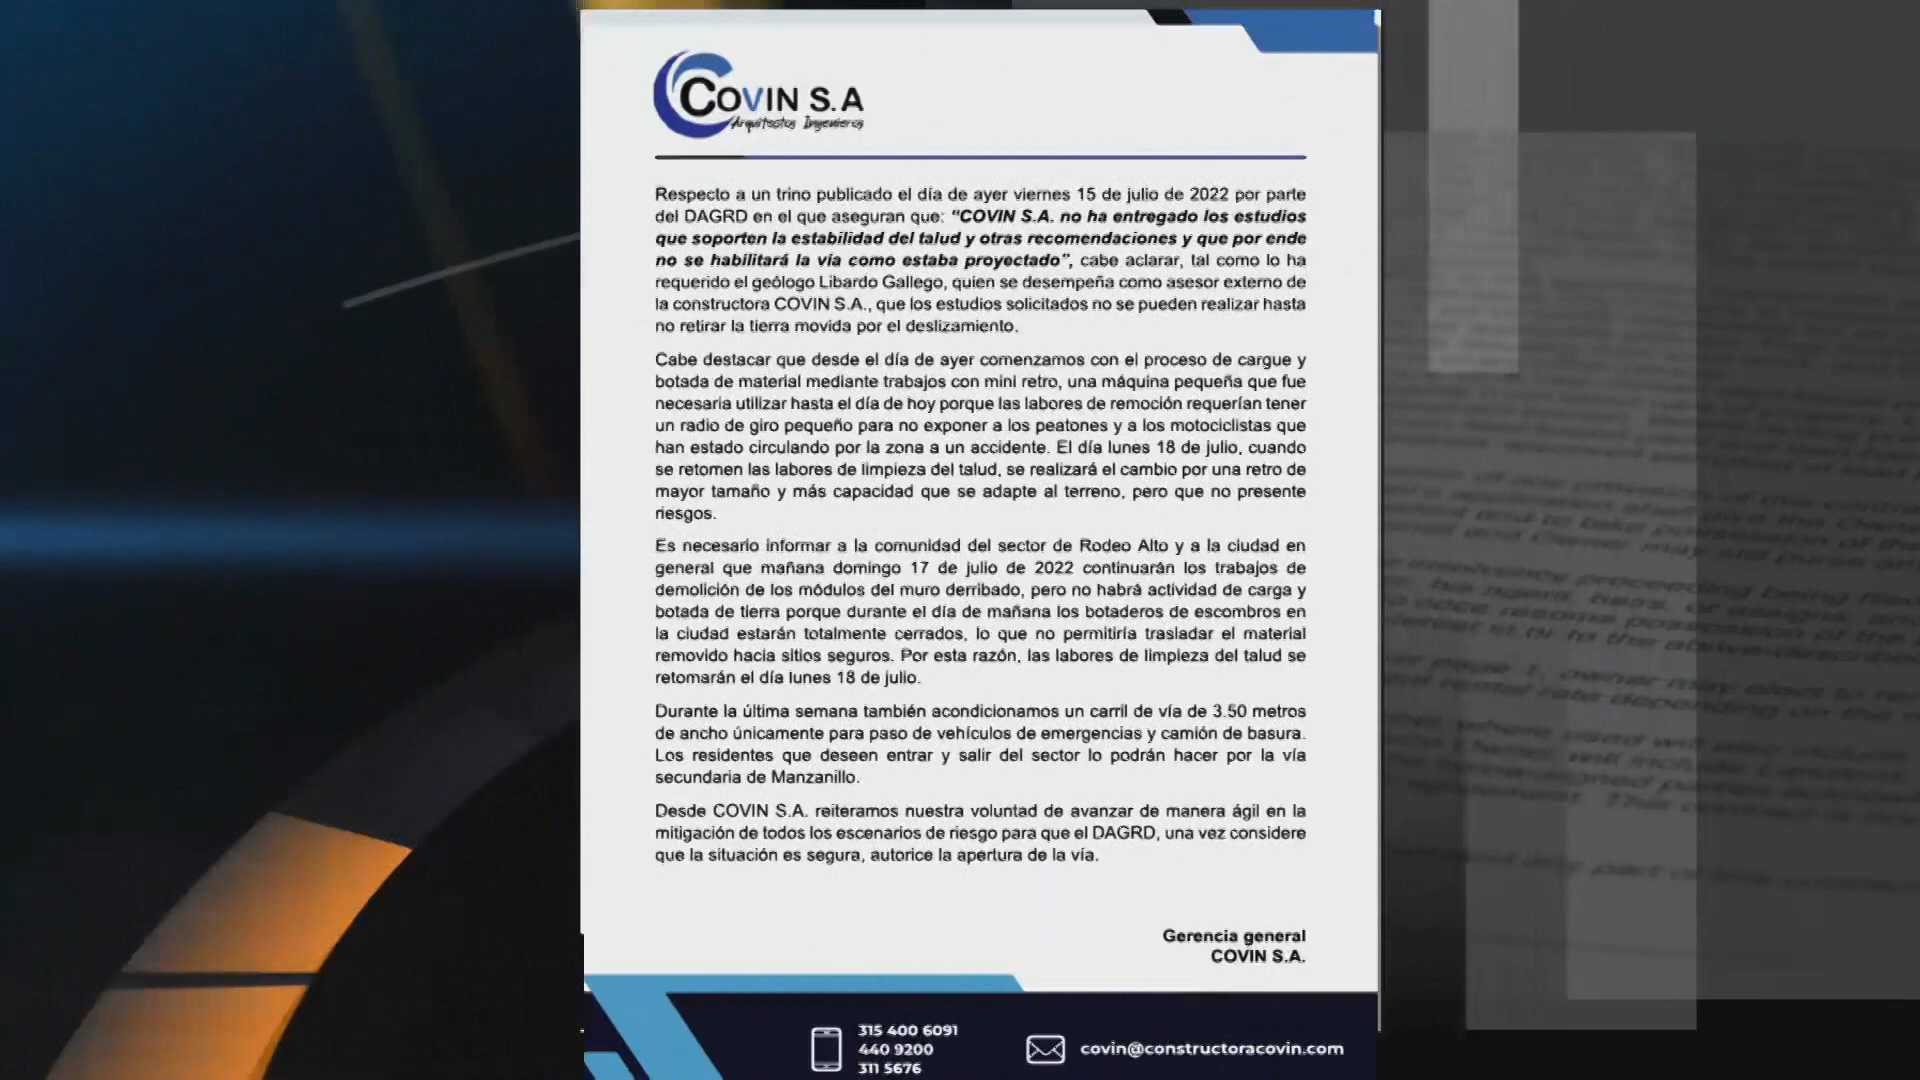 COVIN S.A
Arquitectos Ingenieros
Respecto a un trino publicado el día de ayer viernes 15 de julio de 2022 por parte
del DAGRD en el que aseguran que: “COVIN S.A. no ha entregado los estudios
que soporten la estabilidad del talud y otras recomendaciones y que por ende
no se habilitará la vía como estaba proyectado”, cabe aclarar, tal como lo ha
requerido el geólogo Libardo Gallego, quien se desempeña como asesor externo de
la constructora COVIN S.A., que los estudios solicitados no se pueden realizar hasta
no retirar la tierra movida por el deslizamiento.
Cabe destacar que desde el día de ayer comenzamos con el proceso de cargue y
botada de material mediante trabajos con mini retro, una máquina pequeña que fue
necesaria utilizar hasta el día de hoy porque las labores de remoción requerían tener
un radio de giro pequeño para no exponer a los peatones y a los motociclistas que
han estado circulando por la zona a un accidente. El día lunes 18 de julio, cuando
se retomen las labores de limpieza del talud, se realizará el cambio por una retro de
mayor tamaño y más capacidad que se adapte al terreno, pero que no presente
riesgos.
Es necesario informar a la comunidad del sector de Rodeo Alto y a la ciudad en
general que mañana domingo 17 de julio de 2022 continuarán los trabajos de
demolición de los módulos del muro derribado, pero no habrá actividad de carga y
botada de tierra porque durante el día de mañana los botaderos de escombros en
la ciudad estarán totalmente cerrados, lo que no permitiría trasladar el material
removido hacia sitios seguros. Por esta razón, las labores de limpieza del talud se
retomarán el día lunes 18 de julio.
Durante la última semana también acondicionamos un carril de vía de 3.50 metros
de ancho únicamente para paso de vehículos de emergencias y camión de basura.
Los residentes que deseen entrar y salir del sector lo podrán hacer por la vía
secundaria de Manzanillo.
Desde COVIN S.A. reiteramos nuestra voluntad de avanzar de manera ágil en la
mitigación de todos los escenarios de riesgo para que el DAGRD, una vez considere
que la situación es segura, autorice la apertura de la vía.
Gerencia general
COVIN S.A.
315 400 6091
440 9200
311 5676
covin@constructoracovin.com